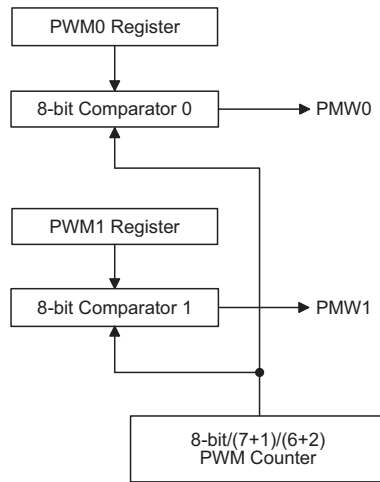 PWM0 Register
8-bit Comparator 0
PMW0
PWM1 Register
8-bit Comparator 1
PMW1
8-bit/(7+1)/(6+2)
PWM Counter